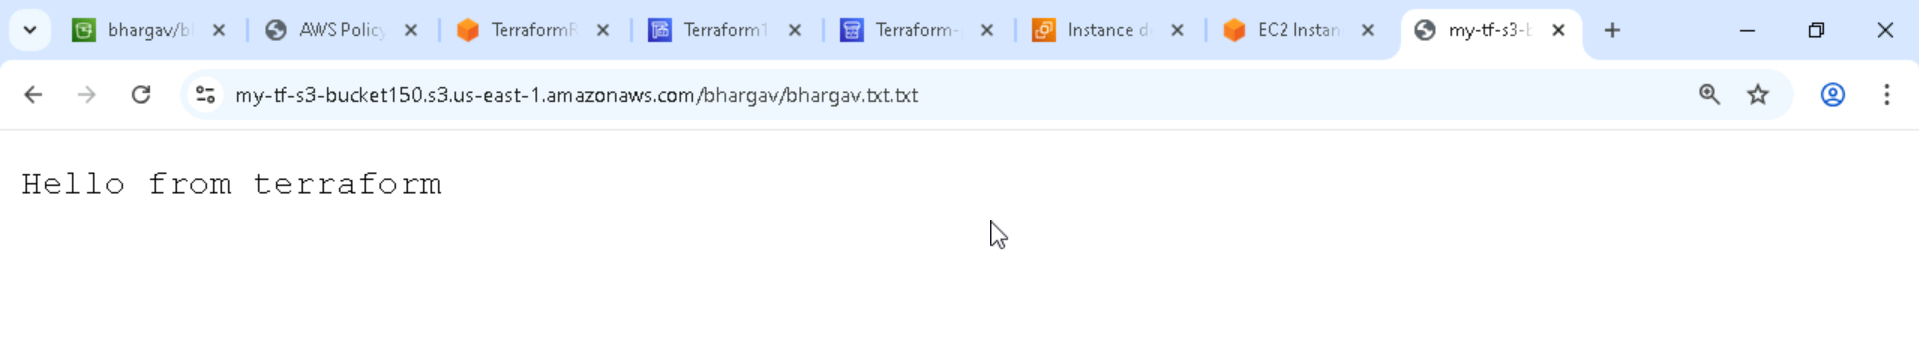 bhargav/b
AWS Policy
Terraform
Terraform1
Terraform-
Instance d
EC2 Instan
my-tf-s3-b
my-tf-s3-bucket150.s3.us-east-1.amazonaws.com/bhargav/bhargav.txt.txt
Hello from terraform